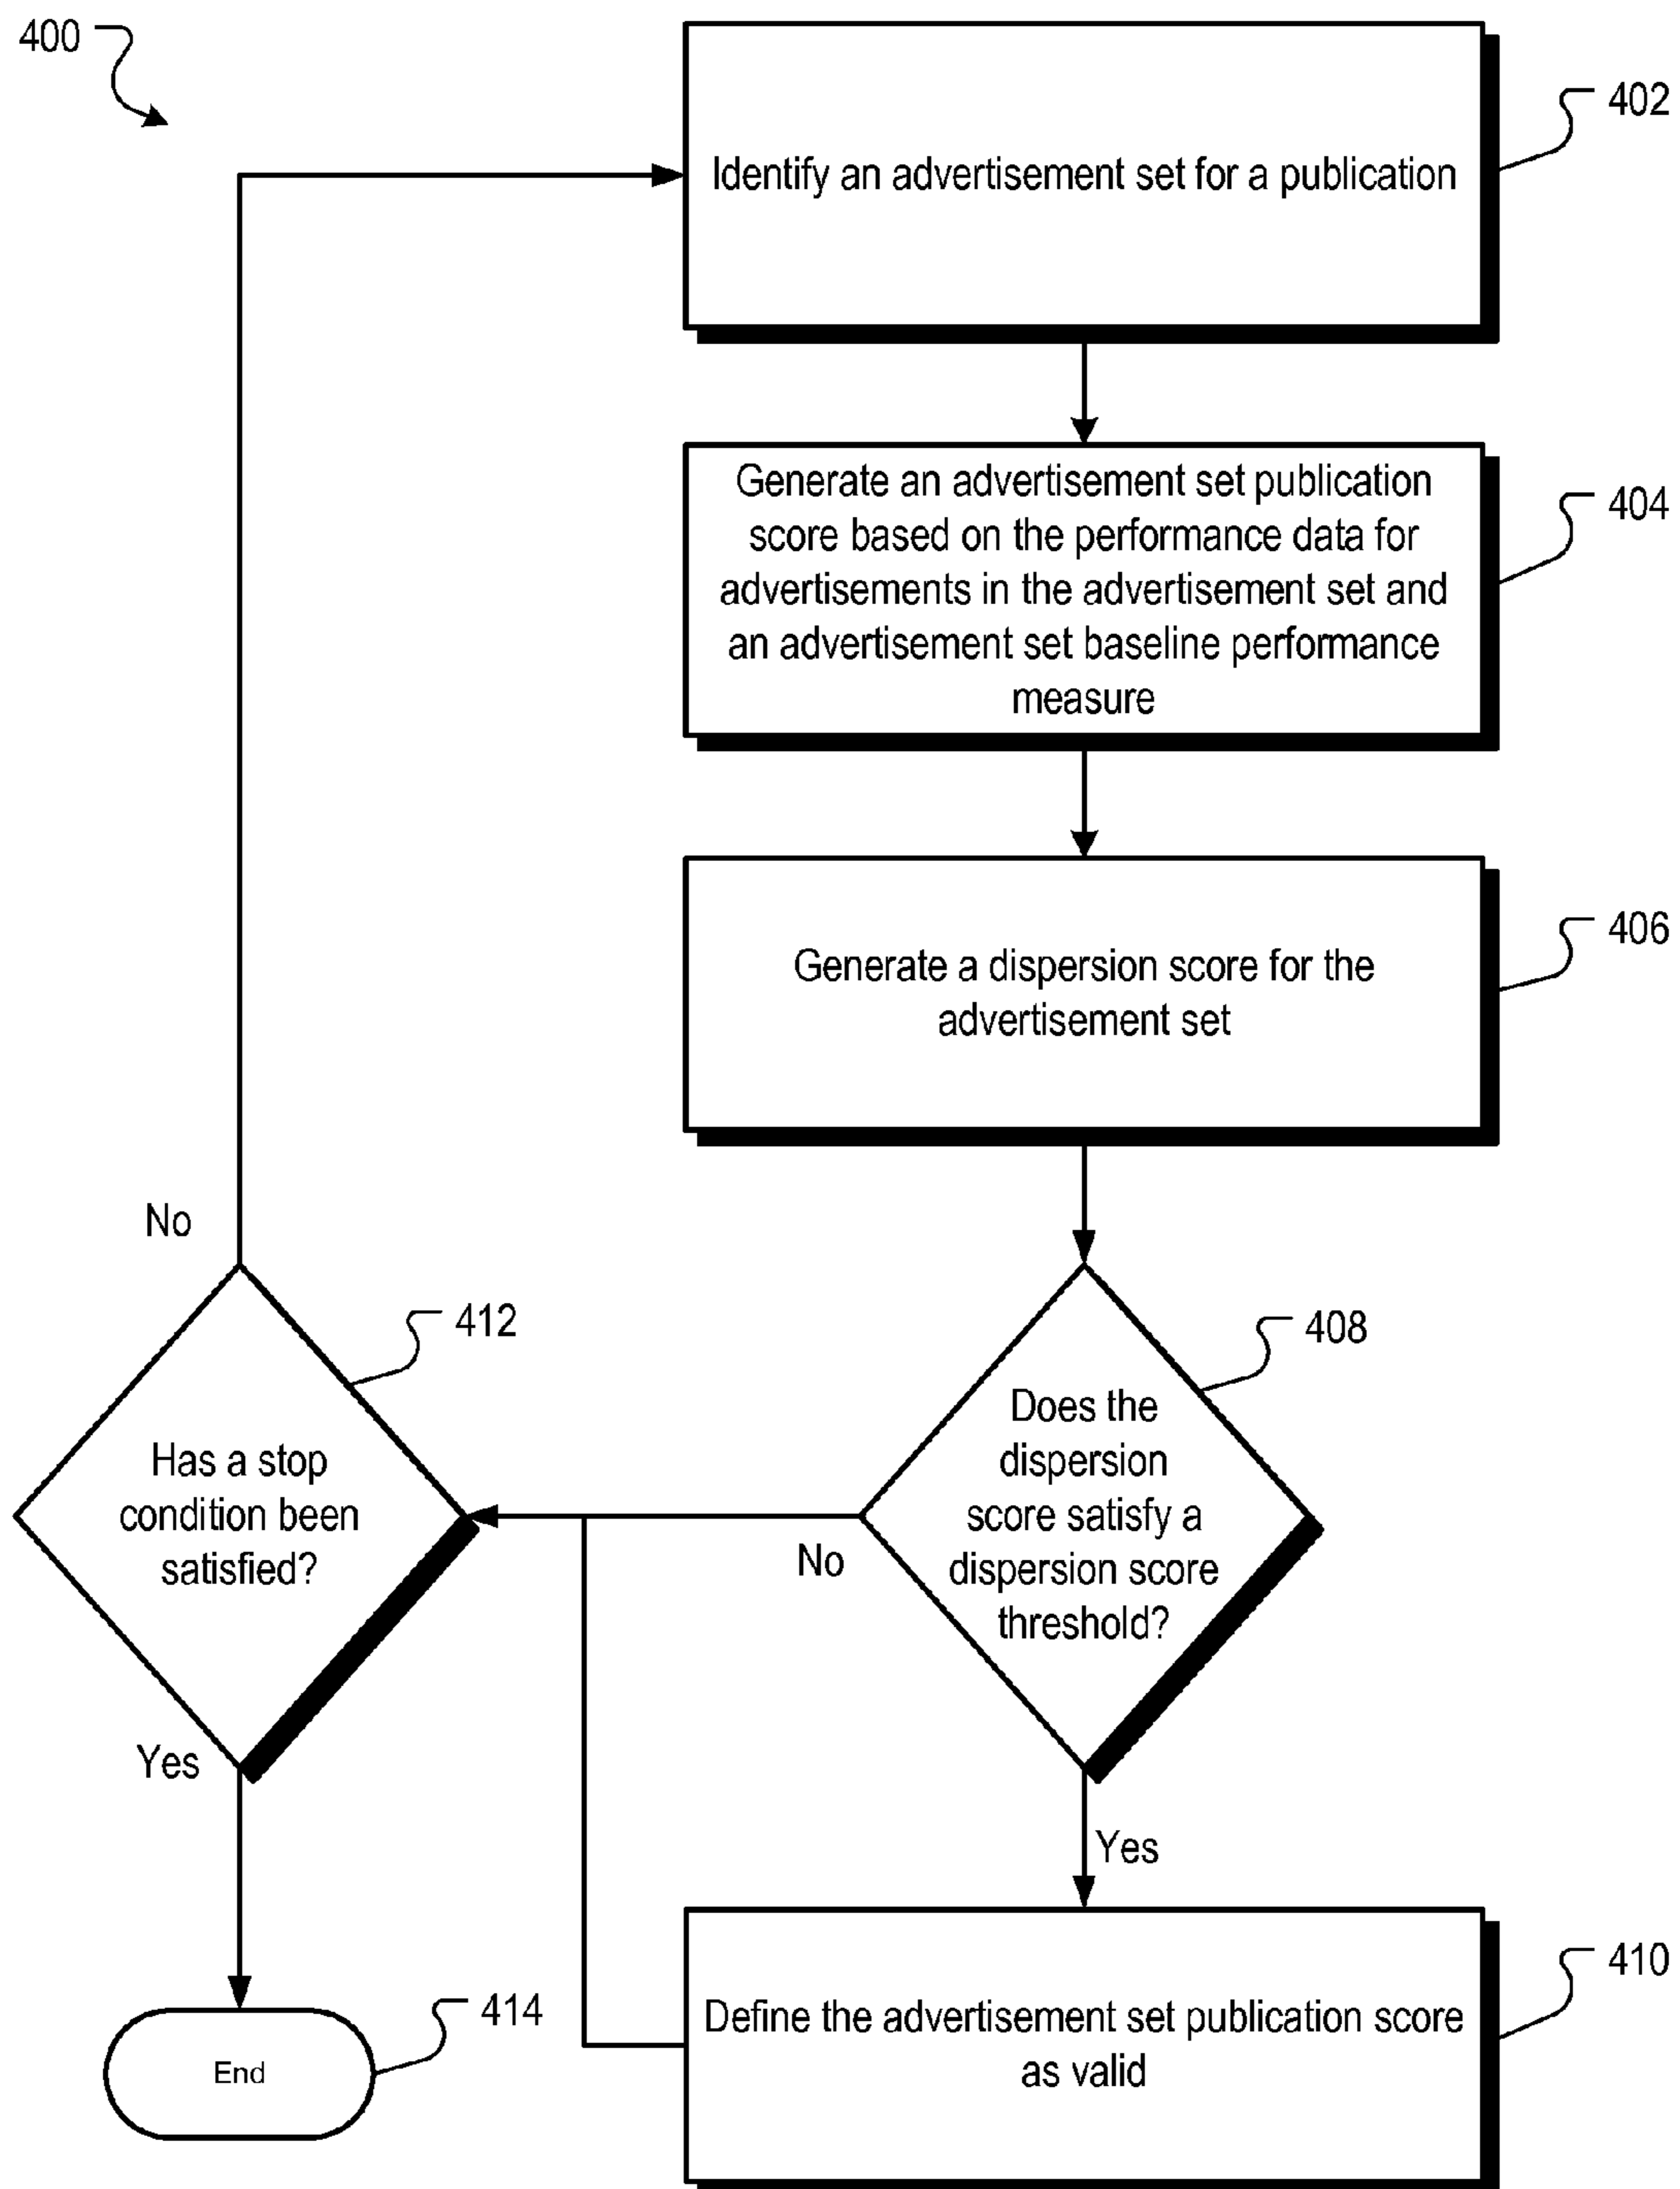 400
402
Identify an advertisement set for a publication
Generate an advertisement set publication
score based on the performance data for
advertisements in the advertisement set and
an advertisement set baseline performance
measure
404
406
Generate a dispersion score for the
advertisement set
No
412
408
Has a stop
condition been
satisfied?
Does the
dispersion
score satisfy a
dispersion score
threshold?
No
Yes
Yes
410
Define the advertisement set publication score
as valid
414
End